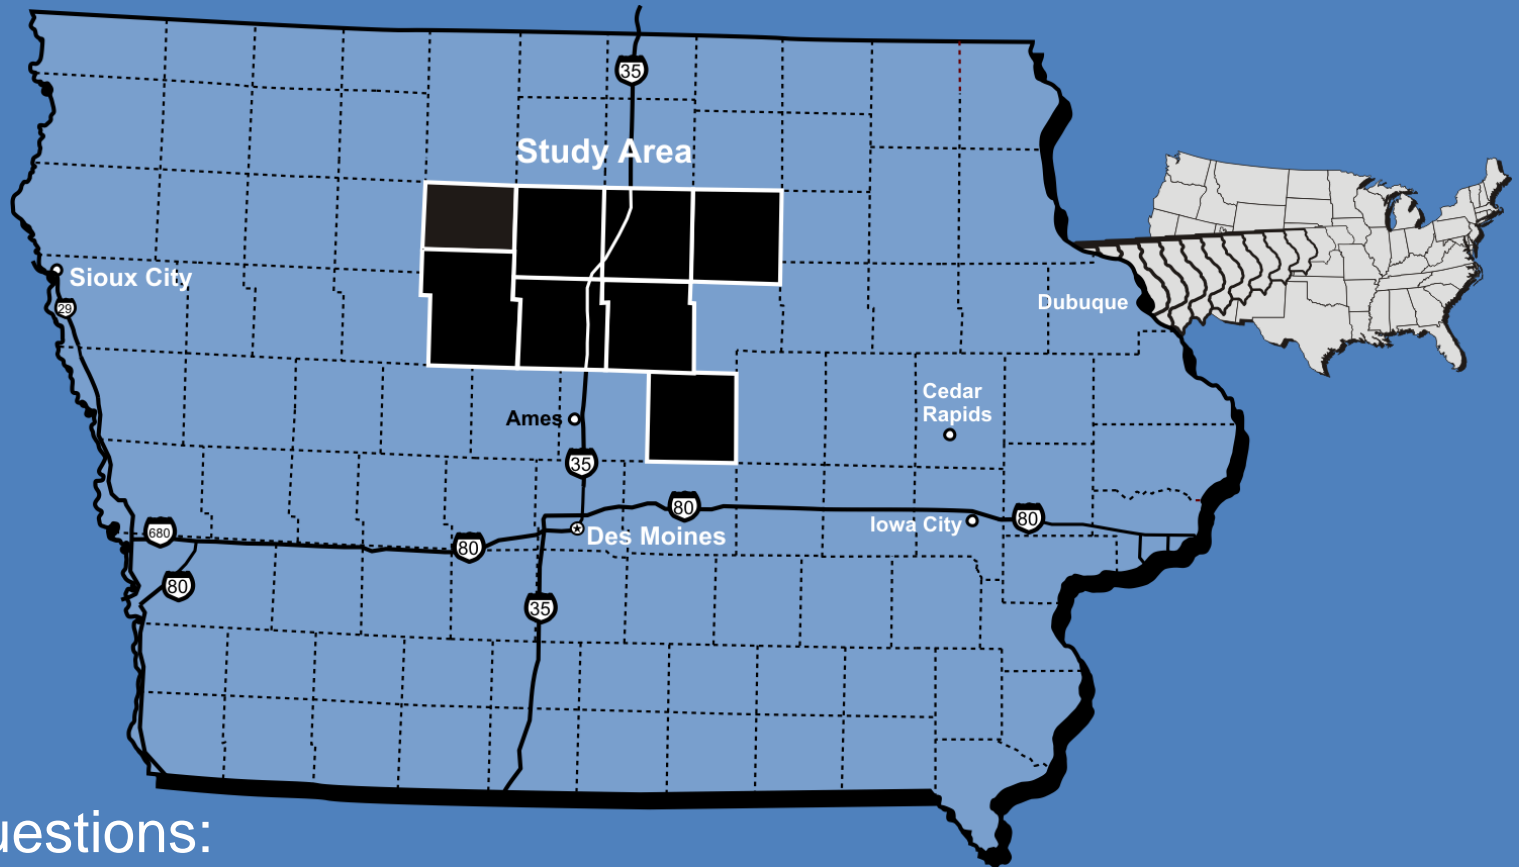 35
Study Area
Sioux City
29
Dubuque
Cedar
Rapids
Ames
35
80
680
80
Des Moines
Iowa City
80
80
35
uestions: